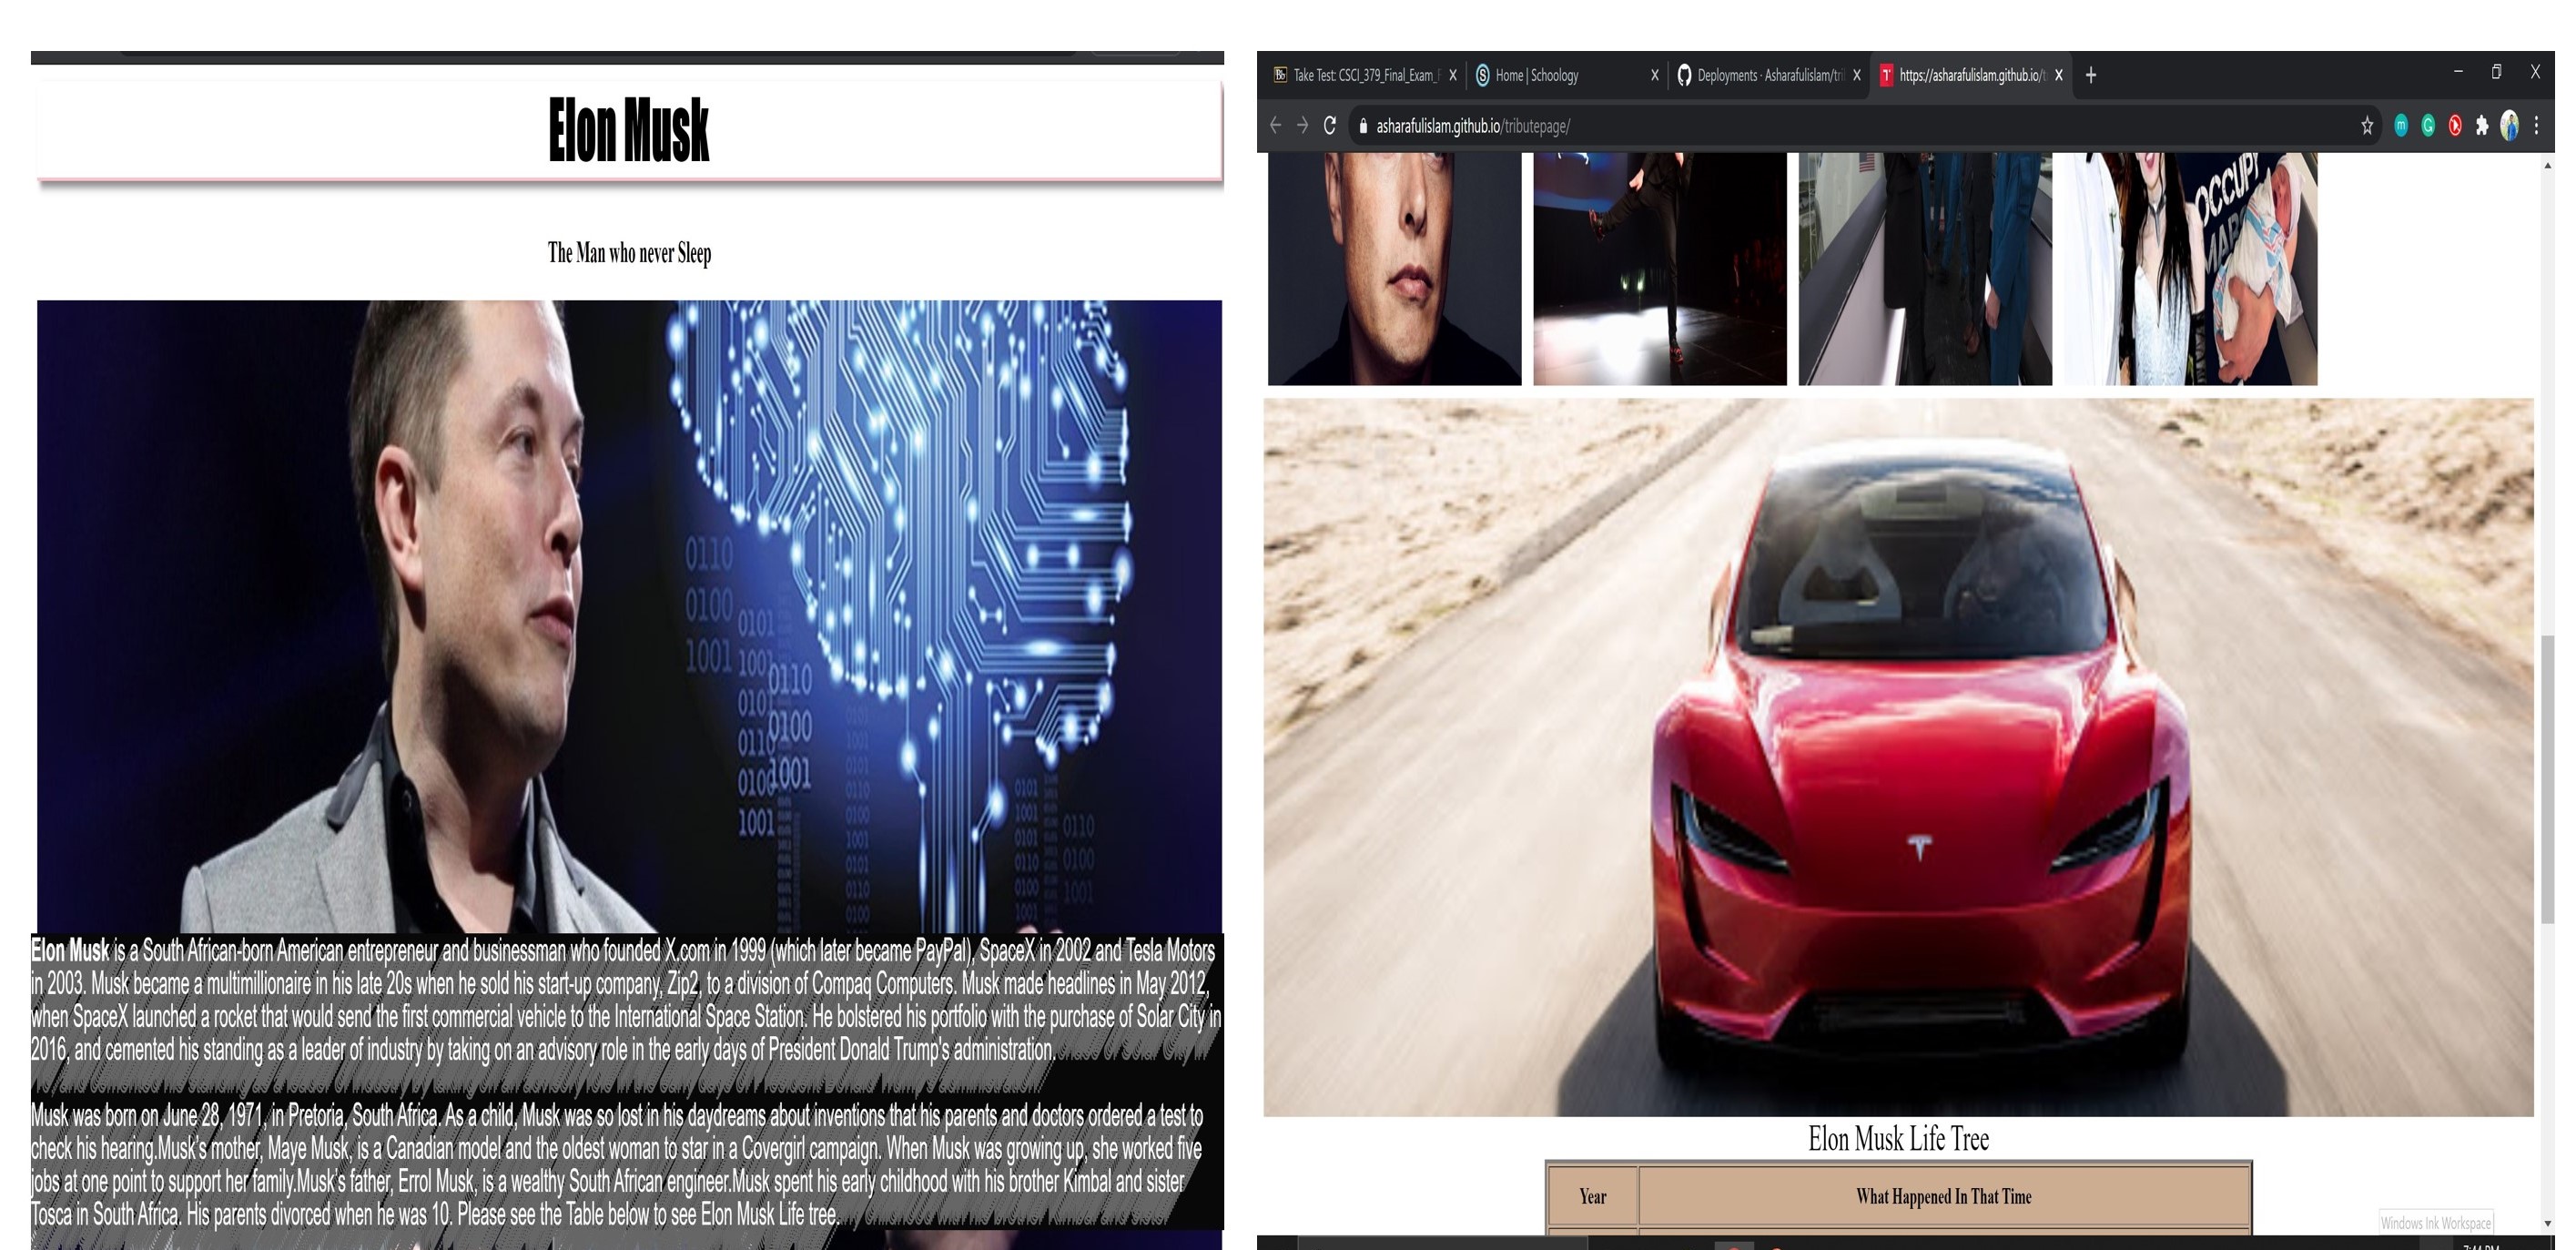 Elon Musk
The Man who never Sleep
0110
0100
1001
0101
1001
0110
0100
1001
0110
0100
1001
Elon Musk is a South African-born American entrepreneur and businessman who founded X.com in 1999 (which later became PayPal), SpaceX in 2002 and Tesla Motors
in 2003. Musk became a multimillionaire in his late 20s when he sold his start-up company, Zip2, to a division of Compaq Computers. Musk made headlines in May 2012,
when SpaceX launched a rocket that would send the first commercial vehicle to the International Space Station. He bolstered his portfolio with the purchase of Solar City in
2016, and cemented his standing as a leader of industry by taking on an advisory role in the early days of President Donald Trump's administration.
Musk was born on June 28, 1971, in Pretoria, South Africa. As a child, Musk was so lost in his daydreams about inventions that his parents and doctors ordered a test to
check his hearing.Musk's mother, Maye Musk, is a Canadian model and the oldest woman to star in a Covergirl campaign. When Musk was growing up, she worked five
jobs at one point to support her family.Musk's father, Errol Musk, is a wealthy South African engineer.Musk spent his early childhood with his brother Kimbal and sister
Tosca in South Africa. His parents divorced when he was 10. Please see the Table below to see Elon Musk Life tree.
Take Test: CSCI_379_Final_Exam_
Home | Schoology
Deployments · Asharafulislam/tri
https://asharafulislam.github.io/t
asharafulislam.github.io/tributepage/
OCCUPY
MARS
Elon Musk Life Tree
Year What Happened In That Time
Windows Ink Workspace
7:44 PM